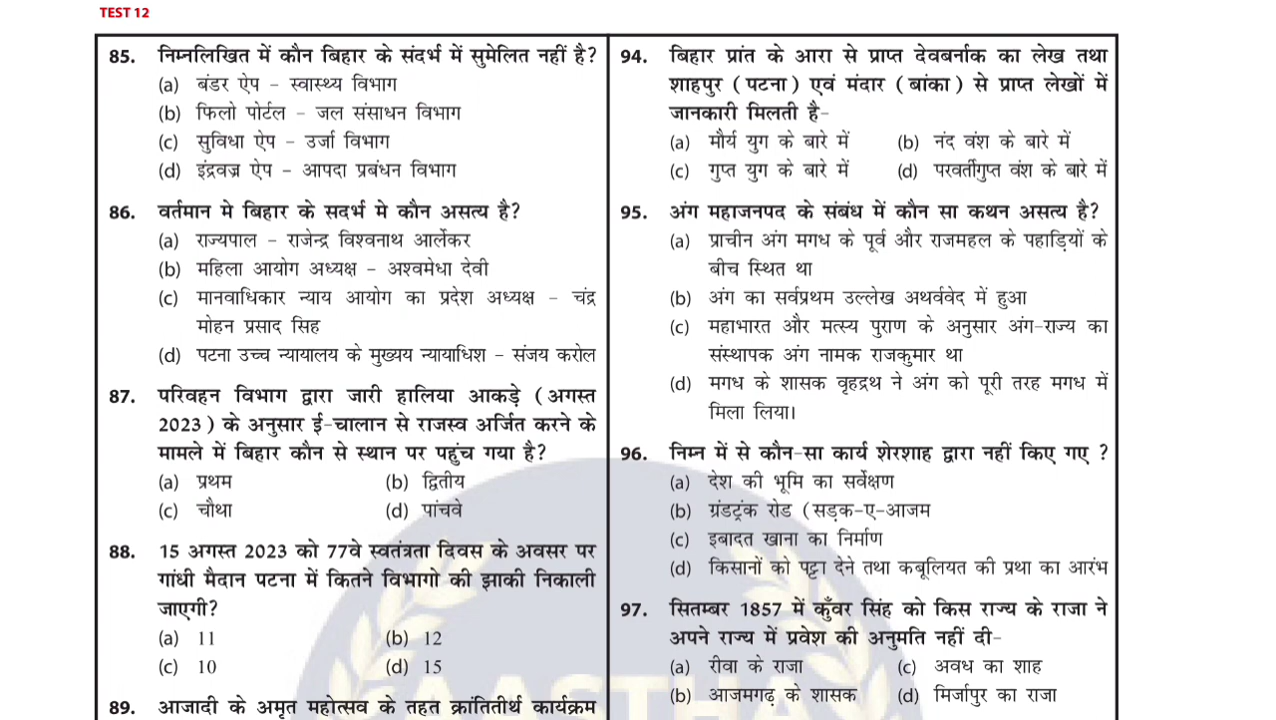 TEST 12
85. निम्नलिखित में कौन बिहार के संदर्भ में सुमेलित नहीं है?
(a) बंडर ऐप – स्वास्थ्य विभाग
(b) फिलो पोर्टल – जल संसाधन विभाग
(c) सुविधा ऐप – उर्जा विभाग
(d) इंद्रवज्र ऐप – आपदा प्रबंधन विभाग
86. वर्तमान मे बिहार के सदर्भ मे कौन असत्य है?
(a) राज्यपाल – राजेन्द्र विश्वनाथ आर्लेकर
(b) महिला आयोग अध्यक्ष – अश्वमेधा देवी
(c) मानवाधिकार न्याय आयोग का प्रदेश अध्यक्ष – चंद्र
मोहन प्रसाद सिह
(d) पटना उच्च न्यायालय के मुख्यय न्यायाधिश – संजय करोल
87. परिवहन विभाग द्वारा जारी हालिया आकड़े (अगस्त
2023) के अनुसार ई-चालान से राजस्व अर्जित करने के
मामले में बिहार कौन से स्थान पर पहुंच गया है?
(a) प्रथम (b) द्वितीय
(c) चौथा (d) पांचवे
88. 15 अगस्त 2023 को 77वे स्वतंत्रता दिवस के अवसर पर
गांधी मैदान पटना में कितने विभागो की झाकी निकाली
जाएगी?
(a) 11 (b) 12
(c) 10 (d) 15
89. आजादी के अमृत महोत्सव के तहत क्रांतितीर्थ कार्यक्रम
94. बिहार प्रांत के आरा से प्राप्त देवबर्नाक का लेख तथा
शाहपुर (पटना) एवं मंदार (बांका) से प्राप्त लेखों में
जानकारी मिलती है-
(a) मौर्य युग के बारे में (b) नंद वंश के बारे में
(c) गुप्त युग के बारे में (d) परवर्तीगुप्त वंश के बारे में
95. अंग महाजनपद के संबंध में कौन सा कथन असत्य है?
(a) प्राचीन अंग मगध के पूर्व और राजमहल के पहाड़ियों के
बीच स्थित था
(b) अंग का सर्वप्रथम उल्लेख अथर्ववेद में हुआ
(c) महाभारत और मत्स्य पुराण के अनुसार अंग-राज्य का
संस्थापक अंग नामक राजकुमार था
(d) मगध के शासक वृहद्रथ ने अंग को पूरी तरह मगध में
मिला लिया।
96. निम्न में से कौन-सा कार्य शेरशाह द्वारा नहीं किए गए ?
(a) देश की भूमि का सर्वेक्षण
(b) ग्रंडट्रंक रोड (सड़क-ए-आजम
(c) इबादत खाना का निर्माण
(d) किसानों को पट्टा देने तथा कबूलियत की प्रथा का आरंभ
97. सितम्बर 1857 में कुँवर सिंह को किस राज्य के राजा ने
अपने राज्य में प्रवेश की अनुमति नहीं दी-
(a) रीवा के राजा (c) अवध का शाह
(b) आजमगढ़ के शासक (d) मिर्जापुर का राजा
AASTHA